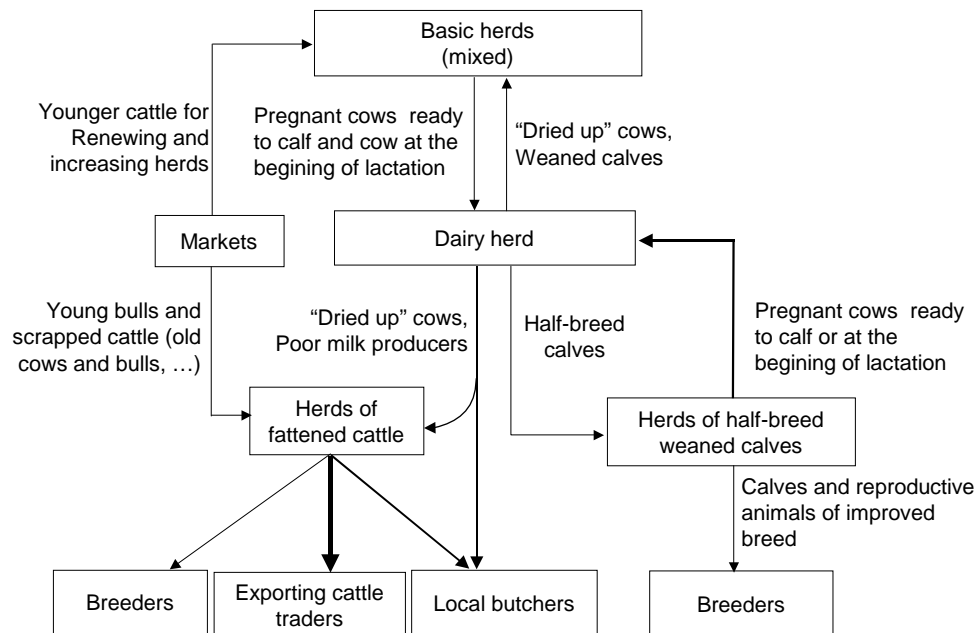 Basic herds
(mixed)
Younger cattle for
Renewing and
increasing herds
Pregnant cows ready
to calf and cow at the
begining of lactation
“Dried up” cows,
Weaned calves
Markets
Dairy herd
Young bulls and
scrapped cattle (old
cows and bulls, …)
“Dried up” cows,
Poor milk producers
Half-breed
calves
Pregnant cows ready
to calf or at the
begining of lactation
Herds of
fattened cattle
Herds of half-breed
weaned calves
Calves and reproductive
animals of improved
breed
Breeders
Exporting cattle
traders
Local butchers
Breeders